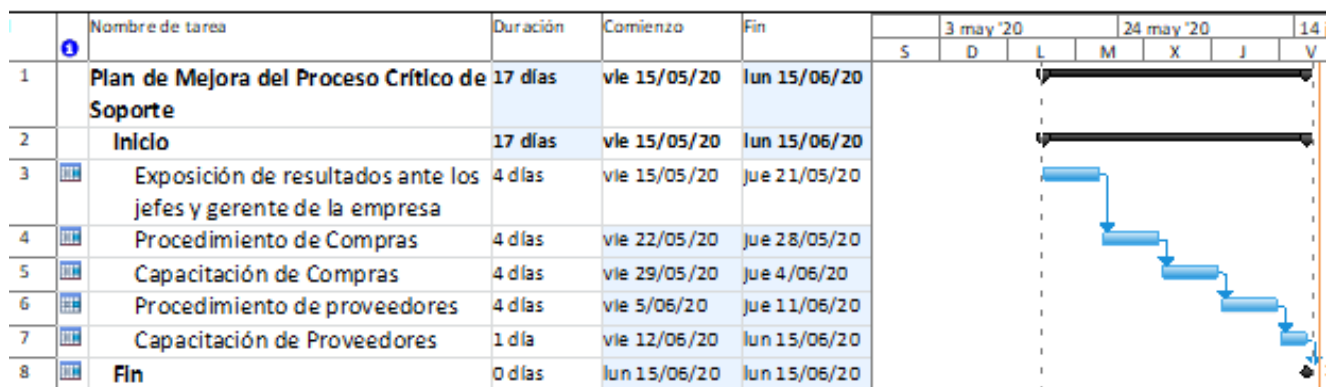 Nombre de tarea Duración Comienzo Fin 3 may '20 24 may '20 14
S D L M X J V
1 Plan de Mejora del Proceso Crítico de 17 días vie 15/05/20 lun 15/06/20
Soporte
2 Inicio 17 días vie 15/05/20 lun 15/06/20
3 Exposición de resultados ante los 4 días vie 15/05/20 jue 21/05/20
jefes y gerente de la empresa
4 Procedimiento de Compras 4 días vie 22/05/20 jue 28/05/20
5 Capacitación de Compras 4 días vie 29/05/20 jue 4/06/20
6 Procedimiento de proveedores 4 días vie 5/06/20 jue 11/06/20
7 Capacitación de Proveedores 1 día vie 12/06/20 lun 15/06/20
8 Fin 0 días lun 15/06/20 lun 15/06/20